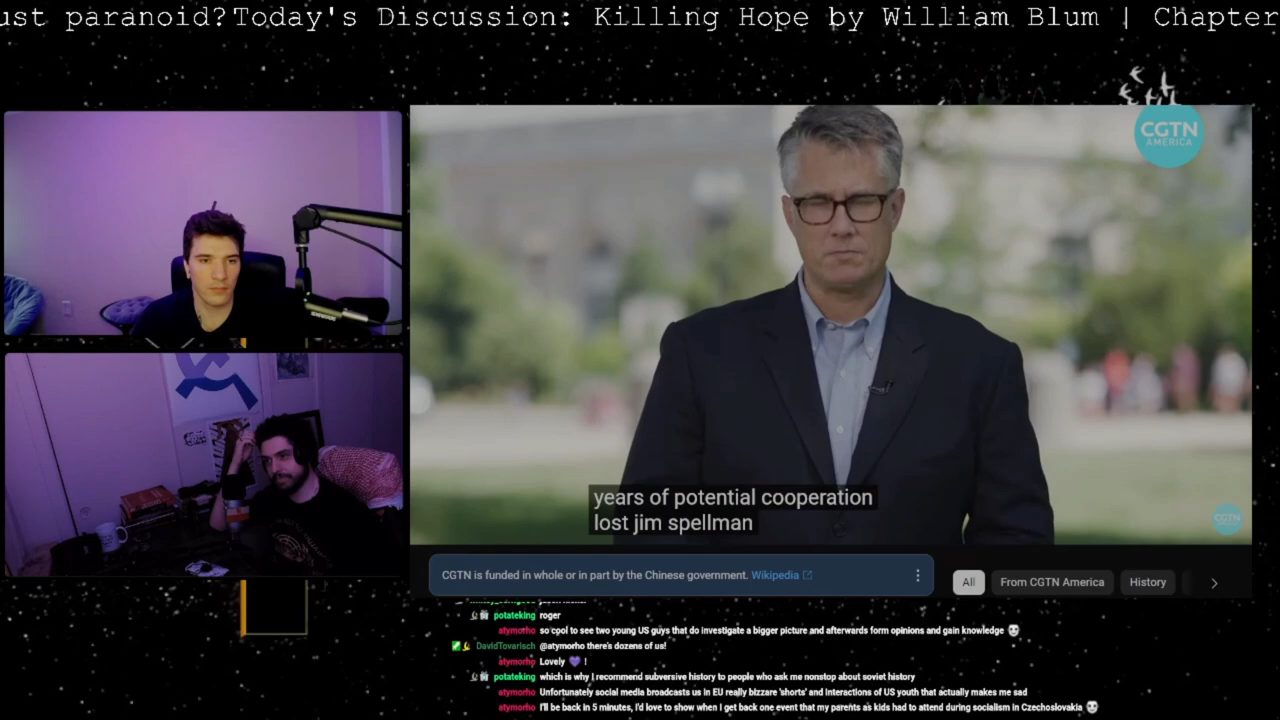 ust paranoid?Today's Discussion: Killing Hope by William Blum | Chapter
CGTN
AMERICA
years of potential cooperation
lost jim spellman
CGTN is funded in whole or in part by the Chinese government. Wikipedia
All
From CGTN America
History
potateking roger
atymorho so cool to see two young US guys that do investigate a bigger picture and afterwards form opinions and gain knowledge
DavidTovarisch @atymorho there's dozens of us!
atymorho Lovely 💜 !
potateking which is why I recommend subversive history to people who ask me nonstop about soviet history
atymorho Unfortunately social media broadcasts us in EU really bizzare 'shorts' and interactions of US youth that actually makes me sad
atymorho I'll be back in 5 minutes, I'd love to show when I get back one event that my parents as kids had to attend during socialism in Czechoslovakia